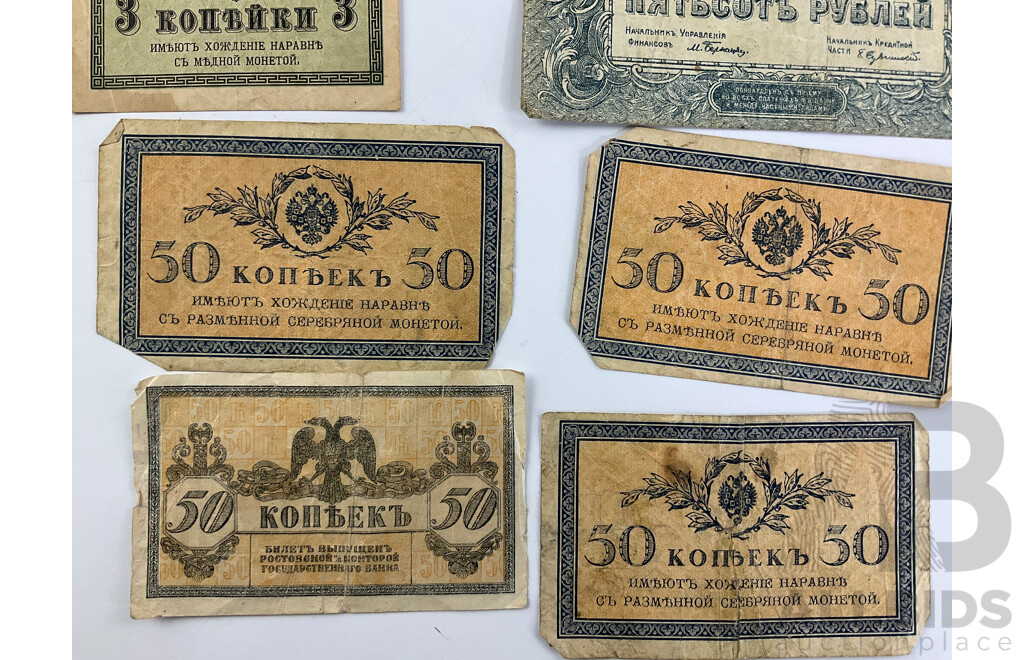 3 КОПѢЙКИ 3
ИМѢЮТЪ ХОЖДЕНІЕ НАРАВНѢ
СЪ МѢДНОЙ МОНЕТОЙ.
ПЯТЬСОТЪ РУБЛЕЙ
НАЧАЛЬНИКЪ УПРАВЛЕНІЯ
ФИНАНСОВЪ
НАЧАЛЬНИКЪ КРЕДИТНОЙ
ЧАСТИ
50 КОПѢЕКЪ 50
ИМѢЮТЪ ХОЖДЕНІЕ НАРАВНѢ
СЪ РАЗМѢННОЙ СЕРЕБРЯНОЙ МОНЕТОЙ.
50 КОПѢЕКЪ 50
ИМѢЮТЪ ХОЖДЕНІЕ НАРАВНѢ
СЪ РАЗМѢННОЙ СЕРЕБРЯНОЙ МОНЕТОЙ.
50 КОПѢЕКЪ 50
БИЛЕТЪ ВЫПУЩЕНЪ
РОСТОВСКОЙ Н/Д КОНТОРОЙ
ГОСУДАРСТВЕННАГО БАНКА
50 КОПѢЕКЪ 50
ИМѢЮТЪ ХОЖДЕНІЕ НАРАВНѢ
СЪ РАЗМѢННОЙ СЕРЕБРЯНОЙ МОНЕТОЙ.